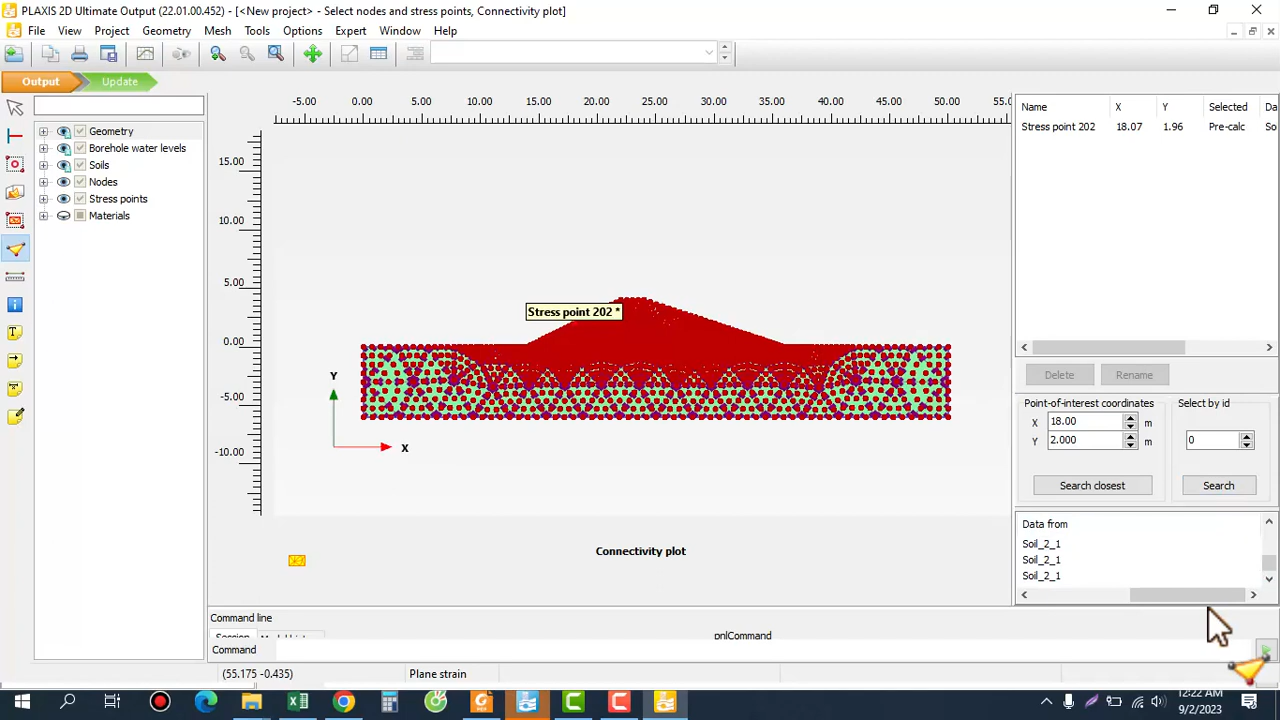 PLAXIS 2D Ultimate Output (22.01.00.452) - [<New project> - Select nodes and stress points, Connectivity plot]
File View Project Geometry Mesh Tools Options Expert Window Help
Output Update
-5.00 0.00 5.00 10.00 15.00 20.00 25.00 30.00 35.00 40.00 45.00 50.00
Geometry
Borehole water levels
Soils
Nodes
Stress points
Materials
15.00
10.00
5.00
0.00
-5.00
-10.00
Stress point 202 *
Y
X
Connectivity plot
Name X Y Selected
Stress point 202 18.07 1.96 Pre-calc
Delete Rename
Point-of-interest coordinates Select by id
X 18.00 m
Y 2.000 m 0
Search closest Search
Data from
Soil_2_1
Soil_2_1
Soil_2_1
Command line
pnlCommand
Command
(55.175 -0.435) Plane strain
12:22 AM
9/2/2023